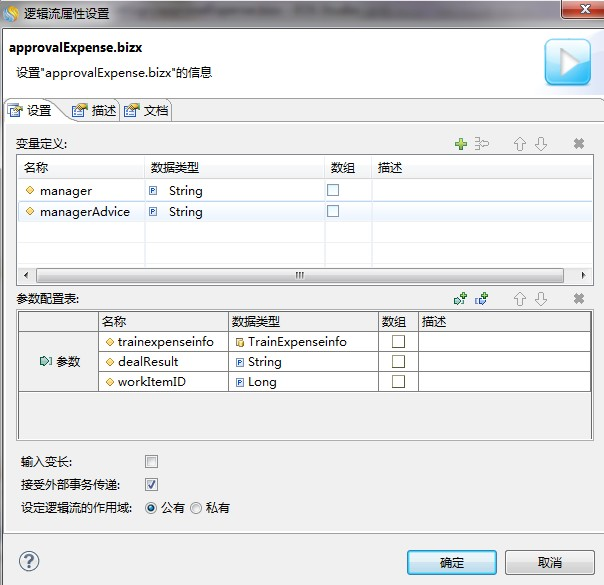 逻辑流属性设置
approvalExpense.bizx
设置"approvalExpense.bizx"的信息
设置 描述 文档
变量定义:
名称 数据类型 数组 描述
manager P String
managerAdvice P String
参数配置表:
名称 数据类型 数组 描述
trainexpenseinfo TrainExpenseinfo
参数 dealResult P String
workItemID P Long
输入变长:
接受外部事务传递:
设定逻辑流的作用域: 公有 私有
? 确定 取消